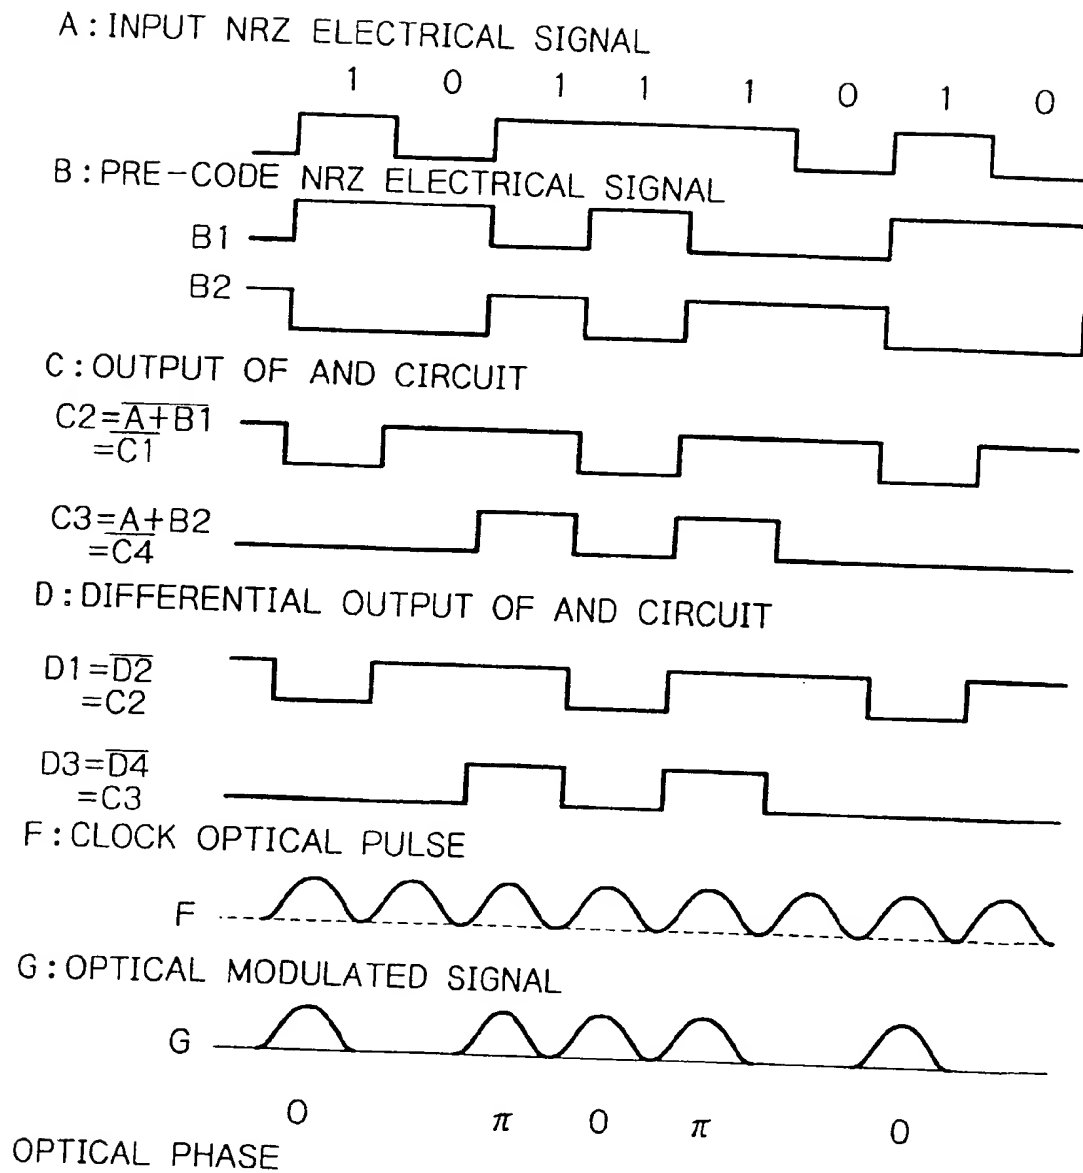 A:INPUT NRZ ELECTRICAL SIGNAL
1 0 1 1 1 0 1 0
B:PRE-CODE NRZ ELECTRICAL SIGNAL
B1
B2
C:OUTPUT OF AND CIRCUIT
C2=A+B1
=C1
C3=A+B2
=C4
D:DIFFERENTIAL OUTPUT OF AND CIRCUIT
D1=D2
=C2
D3=D4
=C3
F:CLOCK OPTICAL PULSE
F
G:OPTICAL MODULATED SIGNAL
G
0 π 0 π 0
OPTICAL PHASE